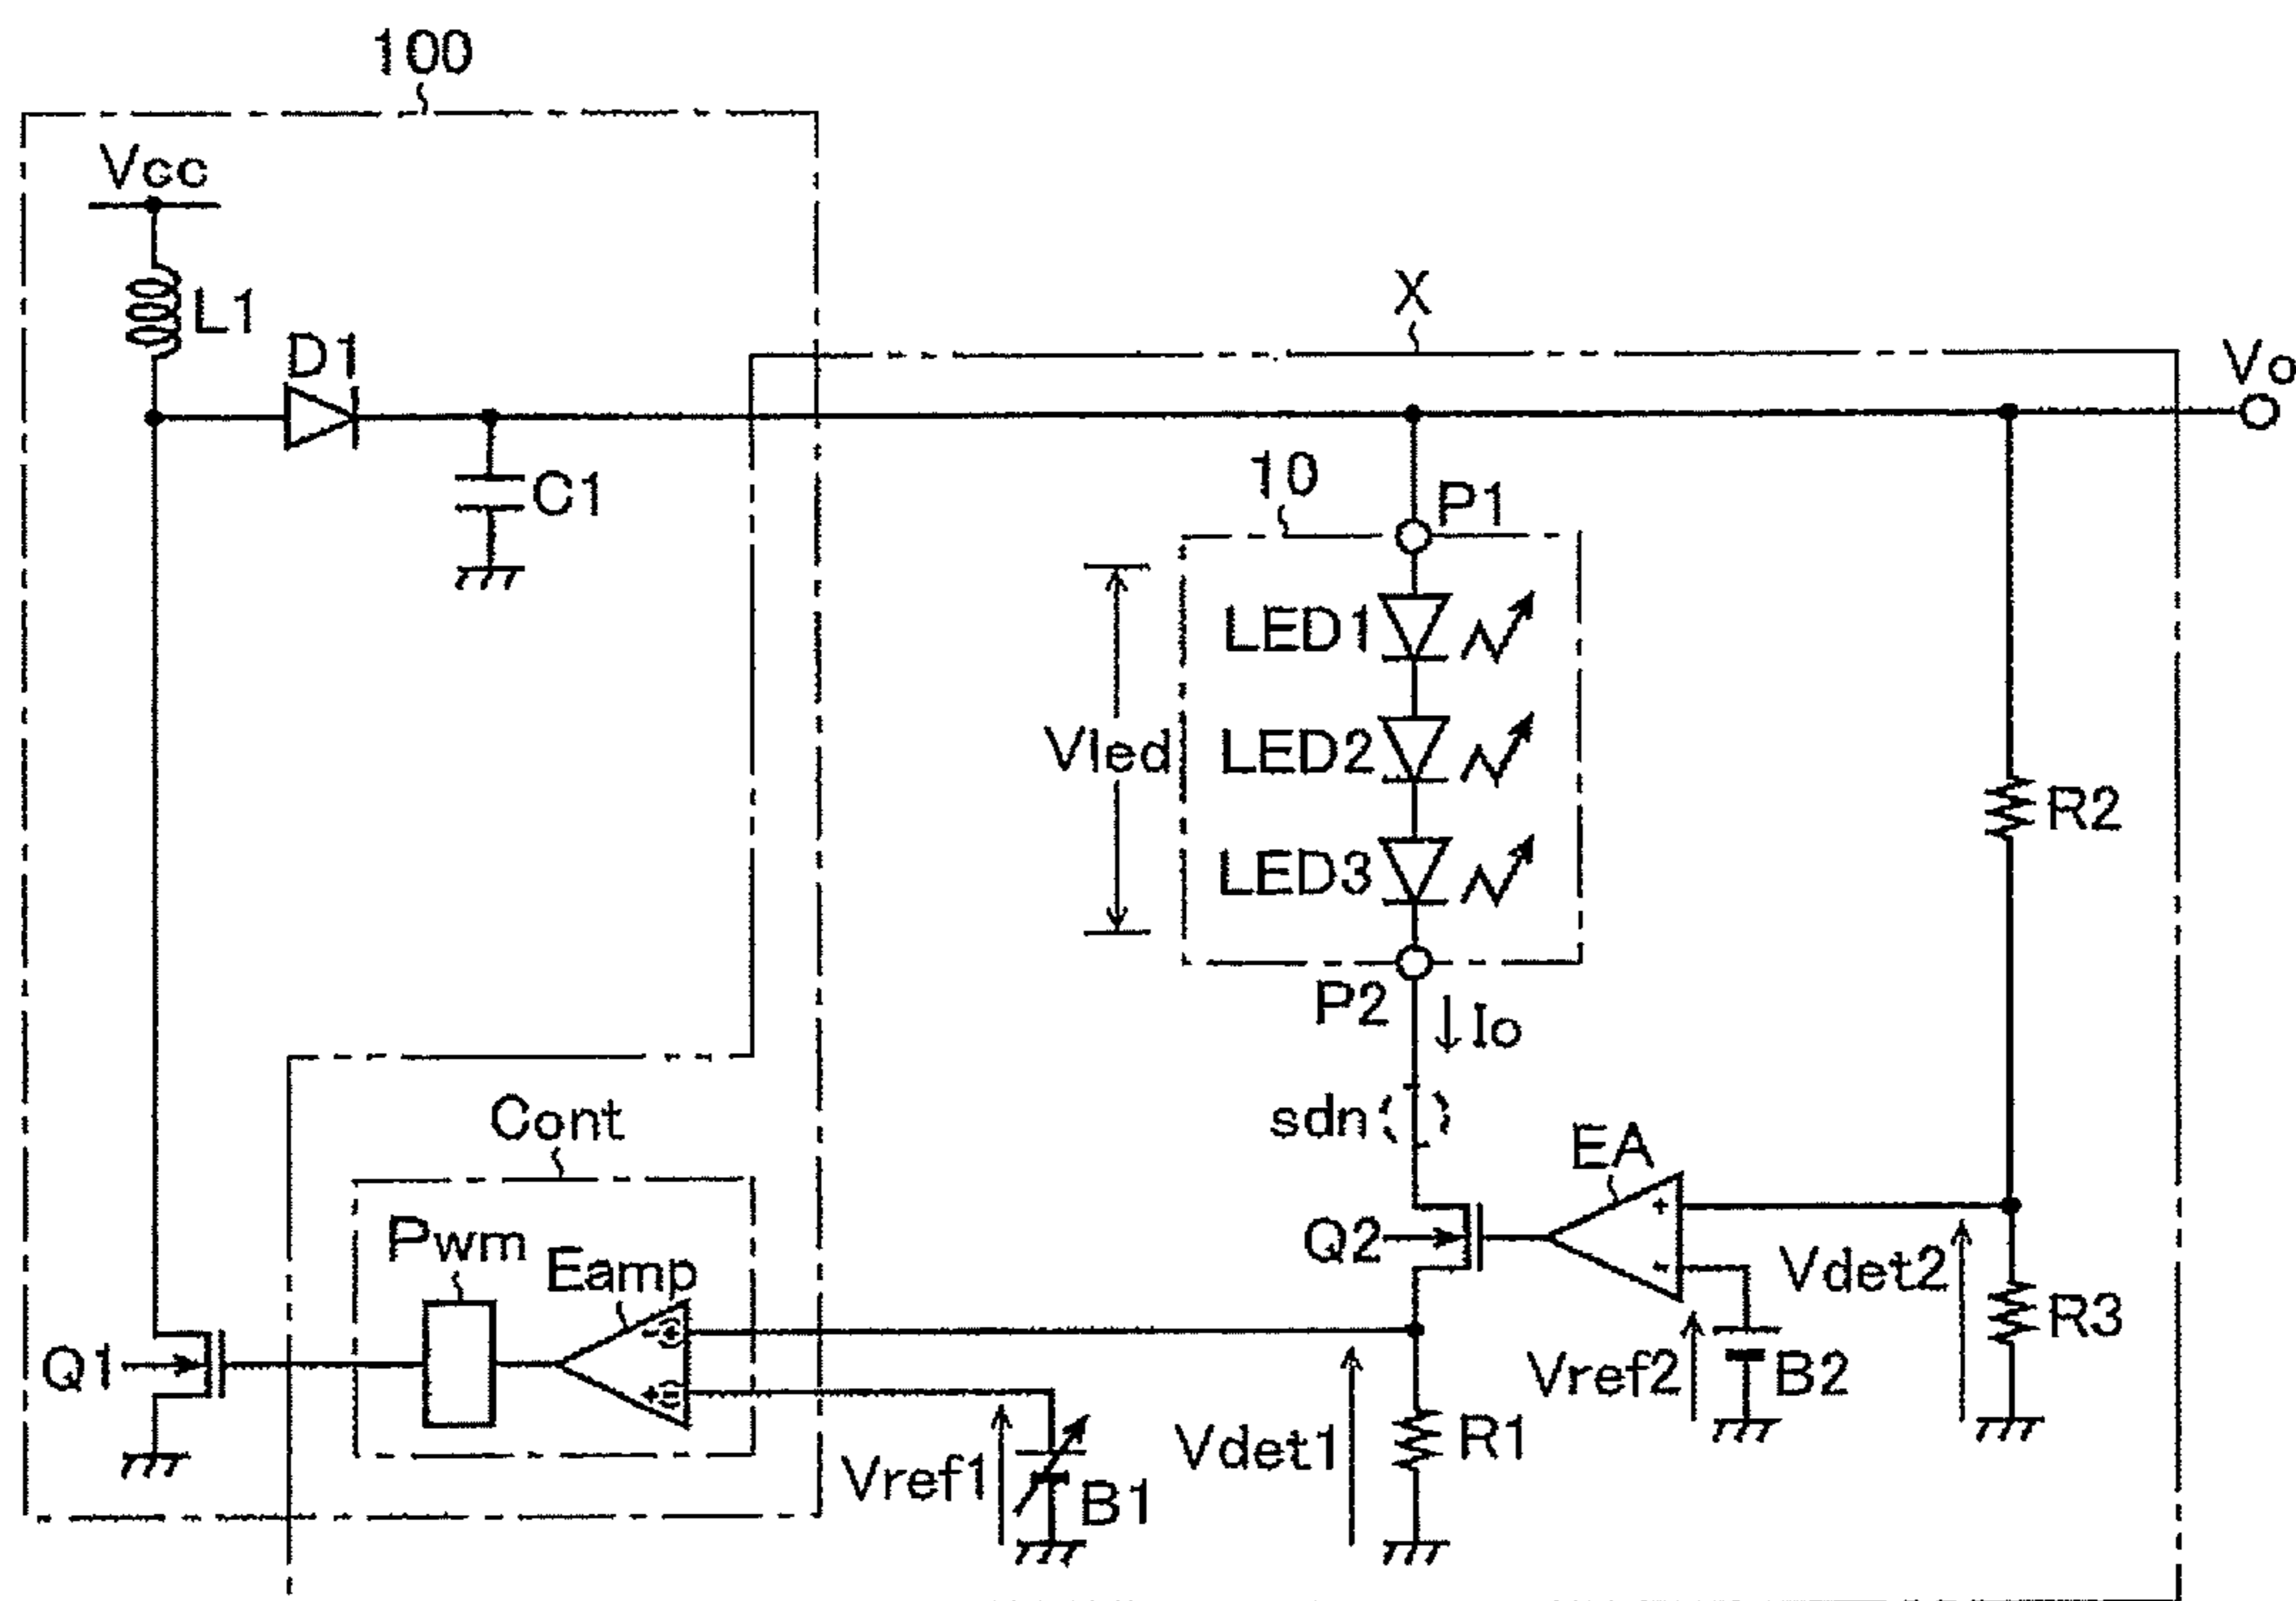 100
Vcc
L1
D1
C1
X
Vo
10
P1
LED1
LED2
LED3
Vled
P2
Io
sdn
R2
Cont
Pwm
Eamp
- (+)
+ (-)
Q1
Q2
EA
+
-
Vdet2
R3
Vref2
B2
Vref1
B1
Vdet1
R1